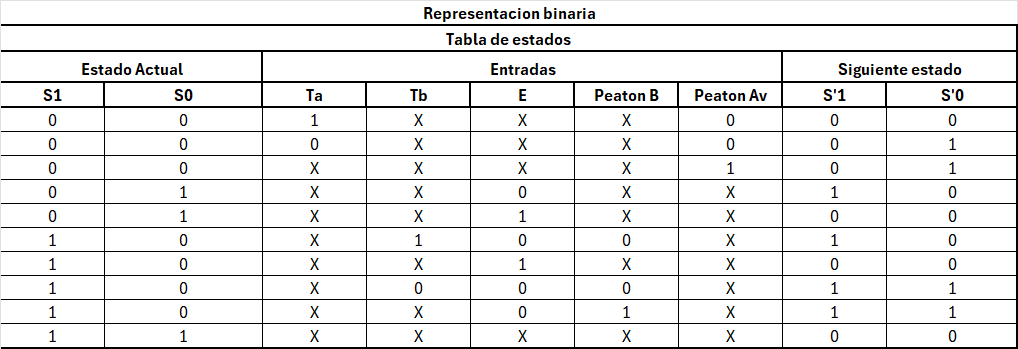 Representacion binaria
Tabla de estados
Estado Actual Entradas Siguiente estado
S1 S0 Ta Tb E Peaton B Peaton Av S'1 S'0
0 0 1 X X X 0 0 0
0 0 0 X X X 0 0 1
0 0 X X X X 1 0 1
0 1 X X 0 X X 1 0
0 1 X X 1 X X 0 0
1 0 X 1 0 0 X 1 0
1 0 X X 1 X X 0 0
1 0 X 0 0 0 X 1 1
1 0 X X 0 1 X 1 1
1 1 X X X X X 0 0